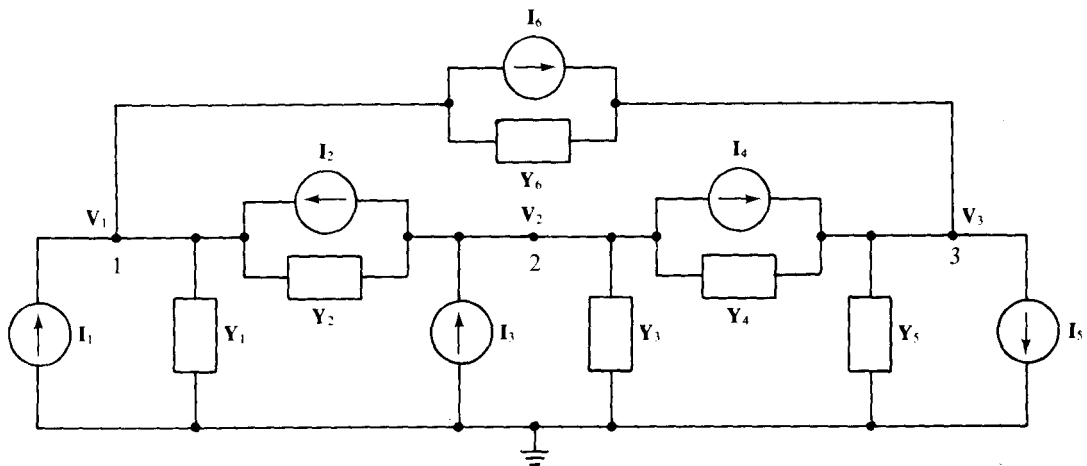 I₆
Y₆
I₂
I₄
V₁
V₂
V₃
1
2
3
Y₂
Y₄
I₁
Y₁
I₃
Y₃
Y₅
I₅